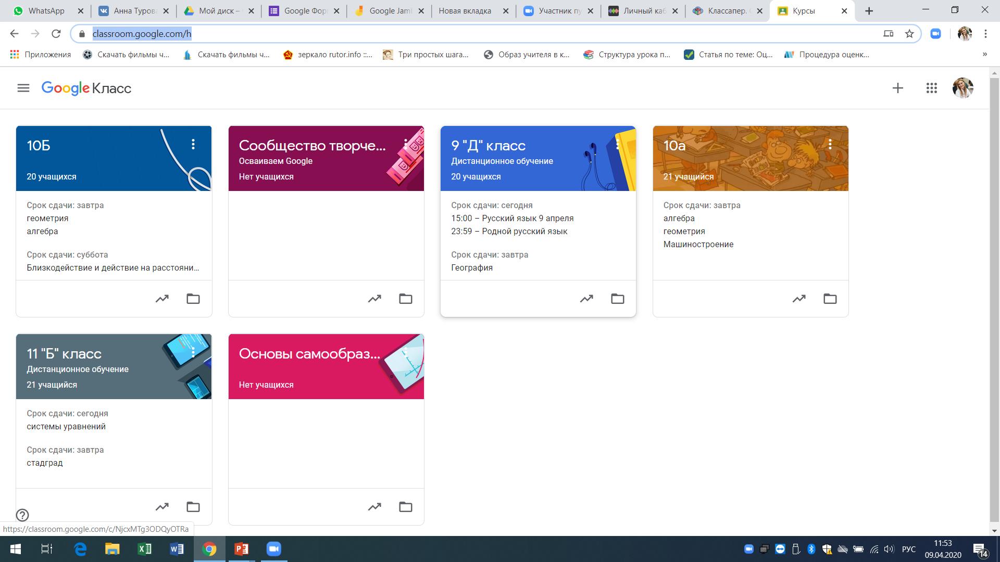 WhatsApp
Анна Турова
Мой диск –
Google Фор
Google Jam
Новая вкладка
Участник пу
Личный каб
Классапер.
Курсы
classroom.google.com/h
Приложения
Скачать фильмы ч...
Скачать фильмы ч...
зеркало rutor.info ::...
Три простых шага...
Образ учителя в к...
Структура урока п...
Статья по теме: Оц...
Процедура оценк...
»
Google Класс
10Б
20 учащихся
Срок сдачи: завтра
геометрия
алгебра
Срок сдачи: суббота
Близкодействие и действие на расстояни...
Сообщество творче...
Осваиваем Google
Нет учащихся
9 "Д" класс
Дистанционное обучение
20 учащихся
Срок сдачи: сегодня
15:00 – Русский язык 9 апреля
23:59 – Родной русский язык
Срок сдачи: завтра
География
10а
21 учащийся
Срок сдачи: завтра
алгебра
геометрия
Машиностроение
11 "Б" класс
Дистанционное обучение
21 учащийся
Срок сдачи: сегодня
системы уравнений
Срок сдачи: завтра
стадград
Основы самообраз...
Нет учащихся
https://classroom.google.com/c/NjcxMTg3ODQyOTRa
РУС
11:53
09.04.2020
14